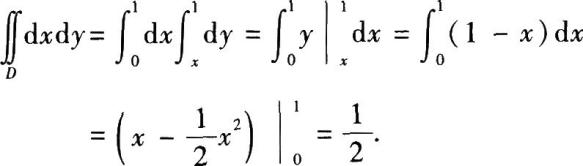 ∬_D dxdy = ∫_0^1 dx ∫_x^1 dy = ∫_0^1 y |_x^1 dx = ∫_0^1 (1 - x) dx
= (x - 1/2 x^2) |_0^1 = 1/2.